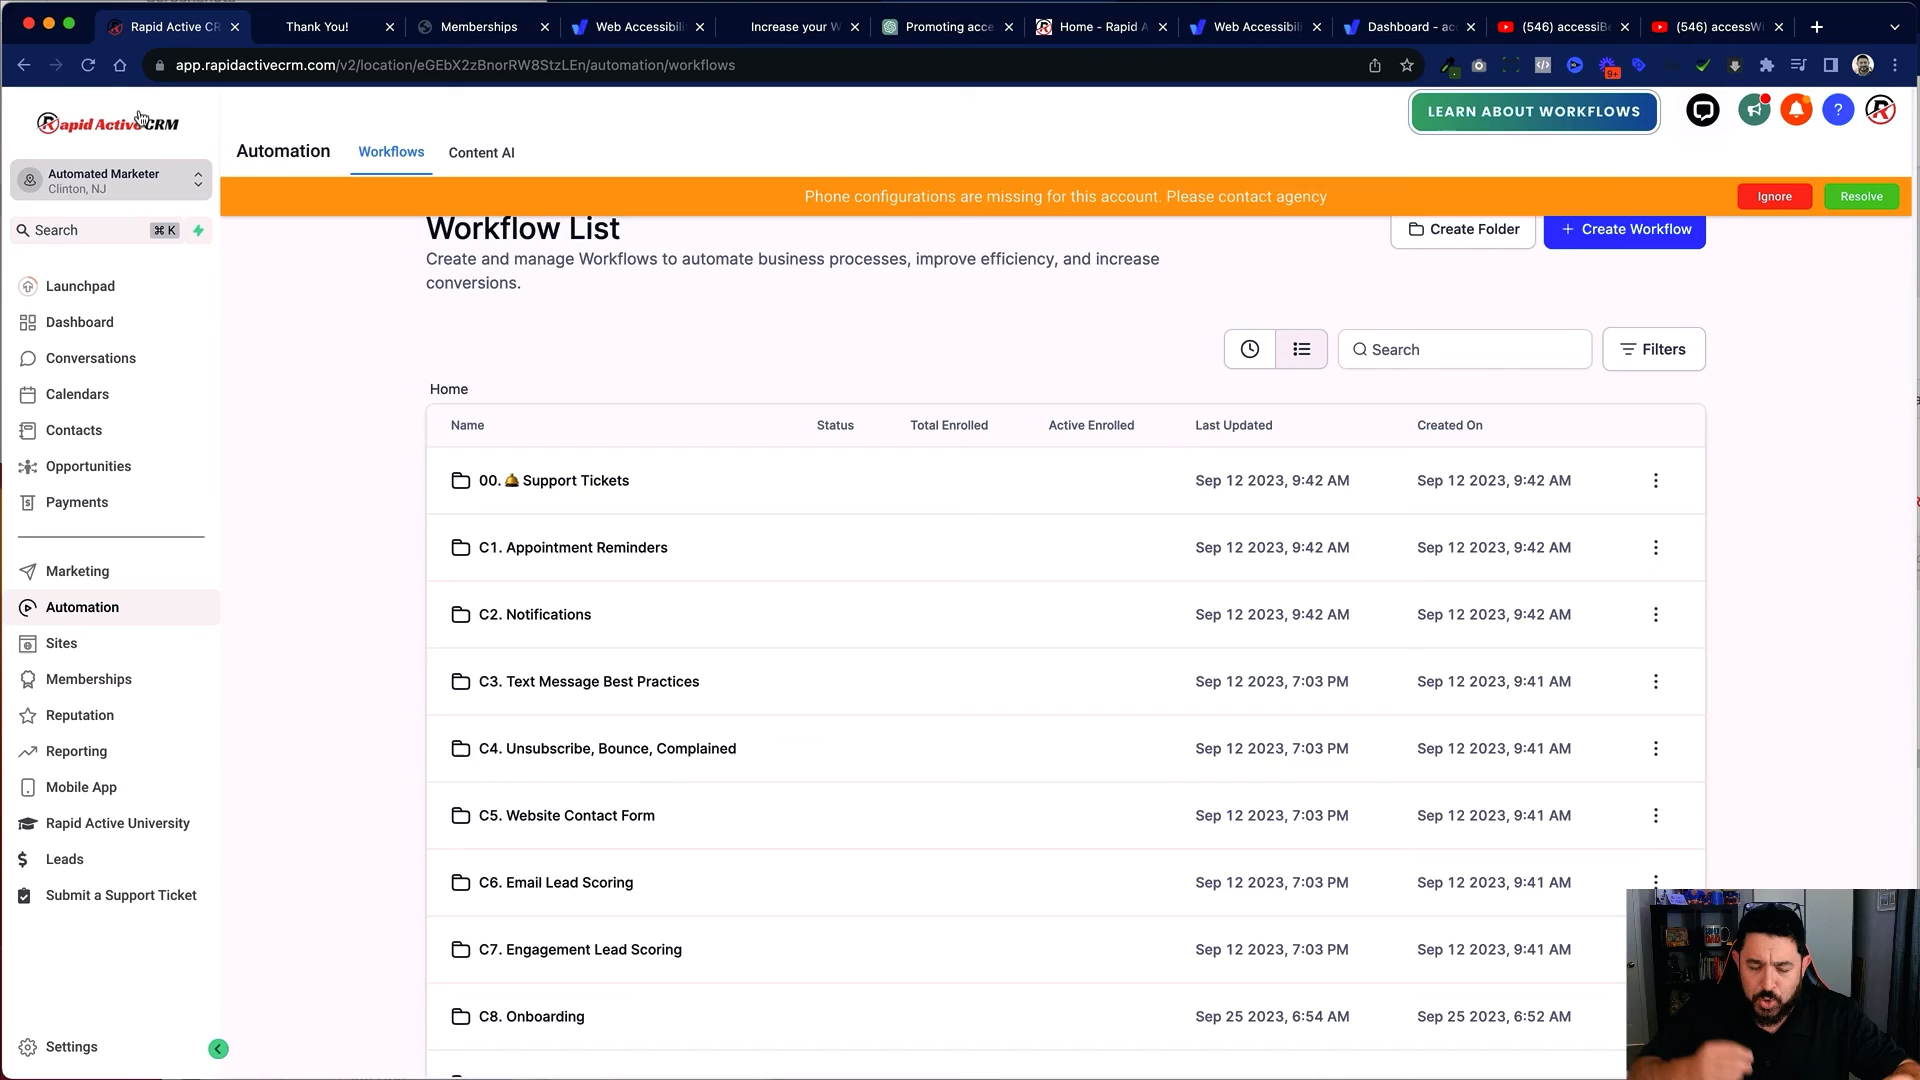 Rapid Active CR
Thank You!
Memberships
Web Accessibili
Increase your W
Promoting acce
Home - Rapid A
Web Accessibili
Dashboard - acc
(546) accessiBe
(546) accessWi
app.rapidactivecrm.com/v2/location/eGEbX2zBnorRW8StzLEn/automation/workflows
9+
Rapid Active CRM
LEARN ABOUT WORKFLOWS
Automation
Workflows
Content AI
Automated Marketer
Clinton, NJ
Phone configurations are missing for this account. Please contact agency
Ignore
Resolve
Search
⌘ K
Workflow List
Create Folder
+ Create Workflow
Create and manage Workflows to automate business processes, improve efficiency, and increase
conversions.
Launchpad
Dashboard
Conversations
Calendars
Contacts
Opportunities
Payments
Marketing
Automation
Sites
Memberships
Reputation
Reporting
Mobile App
Rapid Active University
Leads
Submit a Support Ticket
Settings
Search
Filters
Home
Name Status Total Enrolled Active Enrolled Last Updated Created On
00. 🛎 Support Tickets Sep 12 2023, 9:42 AM Sep 12 2023, 9:42 AM
C1. Appointment Reminders Sep 12 2023, 9:42 AM Sep 12 2023, 9:42 AM
C2. Notifications Sep 12 2023, 9:42 AM Sep 12 2023, 9:42 AM
C3. Text Message Best Practices Sep 12 2023, 7:03 PM Sep 12 2023, 9:41 AM
C4. Unsubscribe, Bounce, Complained Sep 12 2023, 7:03 PM Sep 12 2023, 9:41 AM
C5. Website Contact Form Sep 12 2023, 7:03 PM Sep 12 2023, 9:41 AM
C6. Email Lead Scoring Sep 12 2023, 7:03 PM Sep 12 2023, 9:41 AM
C7. Engagement Lead Scoring Sep 12 2023, 7:03 PM Sep 12 2023, 9:41 AM
C8. Onboarding Sep 25 2023, 6:54 AM Sep 25 2023, 6:52 AM